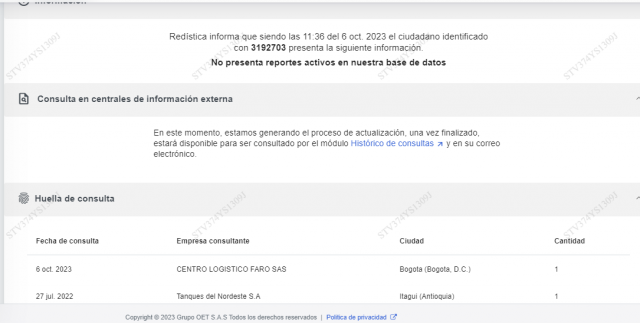 Información
Redística informa que siendo las 11:36 del 6 oct. 2023 el ciudadano identificado
con 3192703 presenta la siguiente información.
No presenta reportes activos en nuestra base de datos
Consulta en centrales de información externa
En este momento, estamos generando el proceso de actualización, una vez finalizado,
estará disponible para ser consultado por el módulo Histórico de consultas y en su correo
electrónico.
Huella de consulta
Fecha de consulta Empresa consultante Ciudad Cantidad
6 oct. 2023 CENTRO LOGISTICO FARO SAS Bogota (Bogota, D.C.) 1
27 jul. 2022 Tanques del Nordeste S.A Itagui (Antioquia) 1
Copyright © 2023 Grupo OET S.A.S Todos los derechos reservados | Política de privacidad